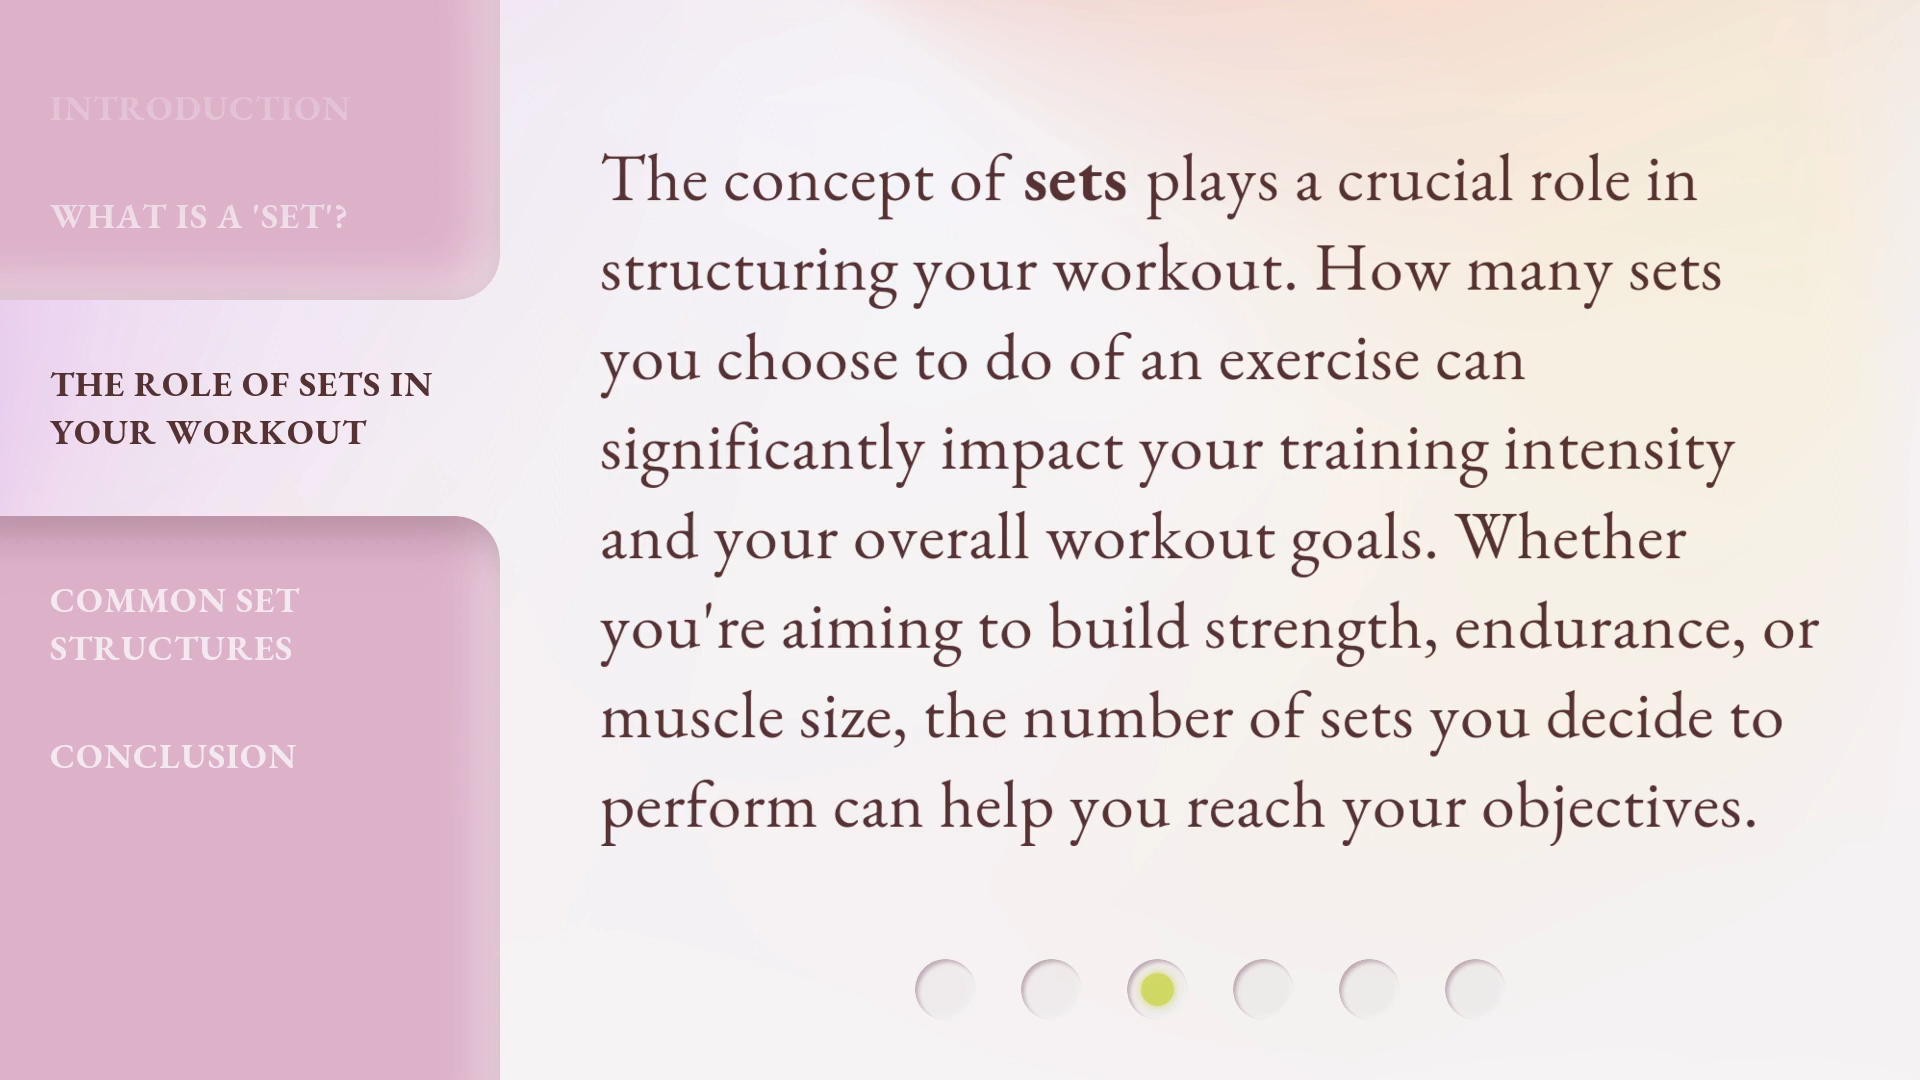 INTRODUCTION
WHAT IS A 'SET'?
THE ROLE OF SETS IN
YOUR WORKOUT
COMMON SET
STRUCTURES
CONCLUSION
The concept of sets plays a crucial role in
structuring your workout. How many sets
you choose to do of an exercise can
significantly impact your training intensity
and your overall workout goals. Whether
you're aiming to build strength, endurance, or
muscle size, the number of sets you decide to
perform can help you reach your objectives.